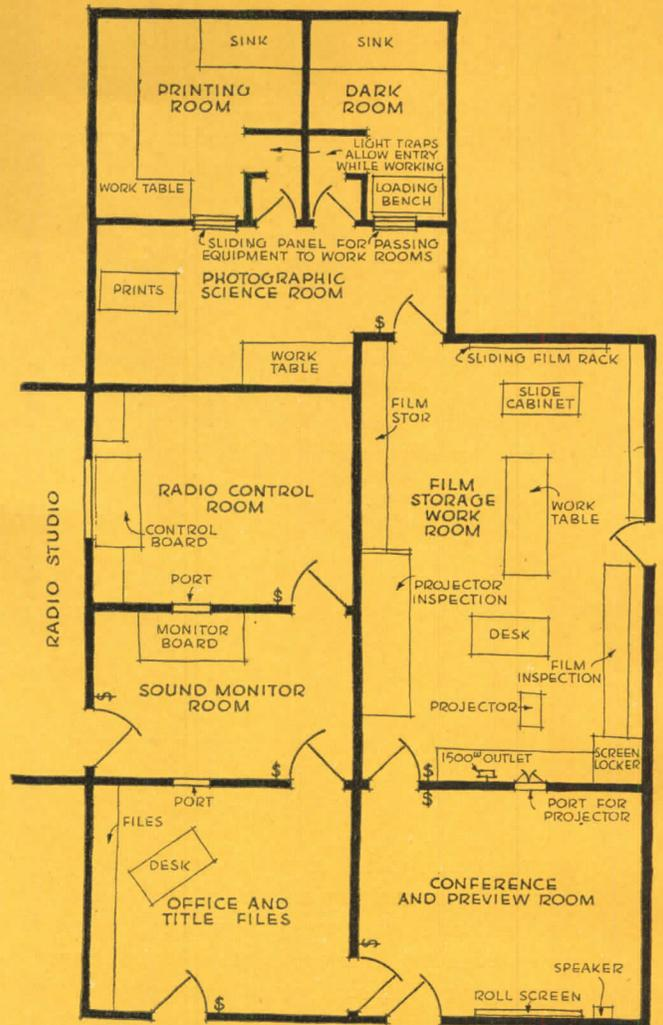 SINK
SINK
PRINTING
ROOM
DARK
ROOM
LIGHT TRAPS
ALLOW ENTRY
WHILE WORKING
WORK TABLE
LOADING
BENCH
SLIDING PANEL FOR PASSING
EQUIPMENT TO WORK ROOMS
PHOTOGRAPHIC
SCIENCE ROOM
PRINTS
$
WORK
TABLE
SLIDING FILM RACK
SLIDE
CABINET
FILM
STOR
RADIO CONTROL
ROOM
CONTROL
BOARD
FILM
STORAGE
WORK
ROOM
WORK
TABLE
RADIO STUDIO
PORT
$
PROJECTOR
INSPECTION
MONITOR
BOARD
DESK
FILM
INSPECTION
SOUND MONITOR
ROOM
$
PROJECTOR
$
1500W OUTLET
$
SCREEN
LOCKER
PORT
$
PORT FOR
PROJECTOR
FILES
DESK
OFFICE AND
TITLE FILES
CONFERENCE
AND PREVIEW ROOM
$
SPEAKER
ROLL SCREEN
$